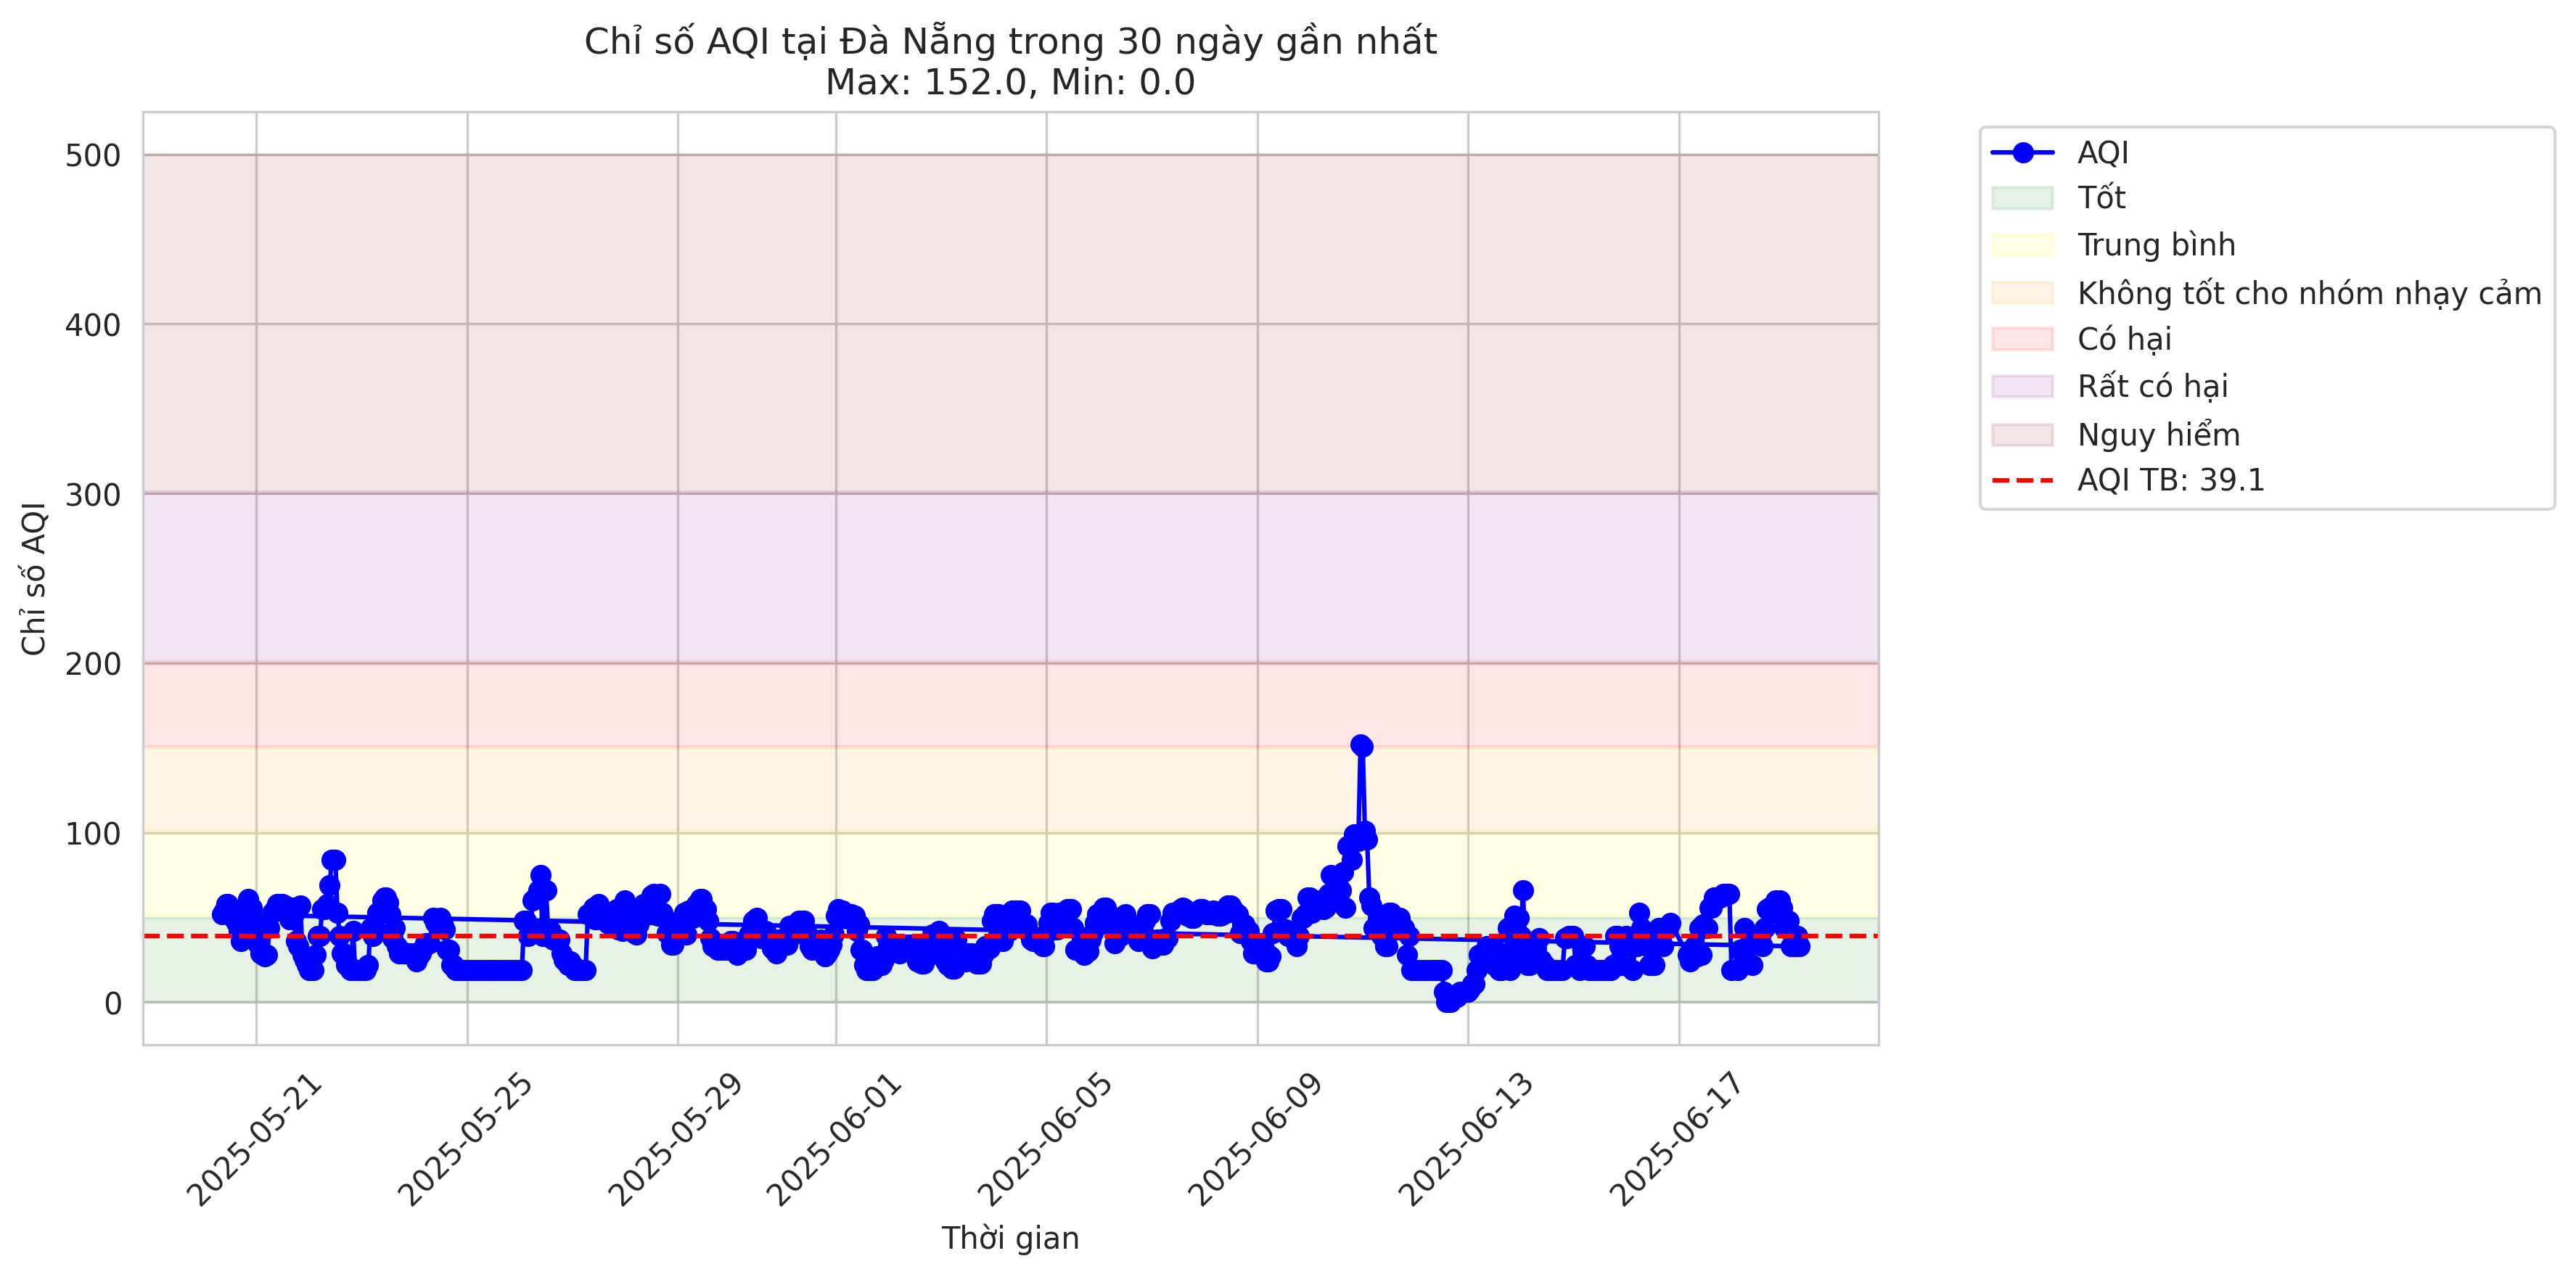 Chỉ số AQI tại Đà Nẵng trong 30 ngày gần nhất
Max: 152.0, Min: 0.0
Chỉ số AQI
500
400
300
200
100
0
2025-05-21
2025-05-25
2025-05-29
2025-06-01
2025-06-05
2025-06-09
2025-06-13
2025-06-17
Thời gian
AQI
Tốt
Trung bình
Không tốt cho nhóm nhạy cảm
Có hại
Rất có hại
Nguy hiểm
AQI TB: 39.1